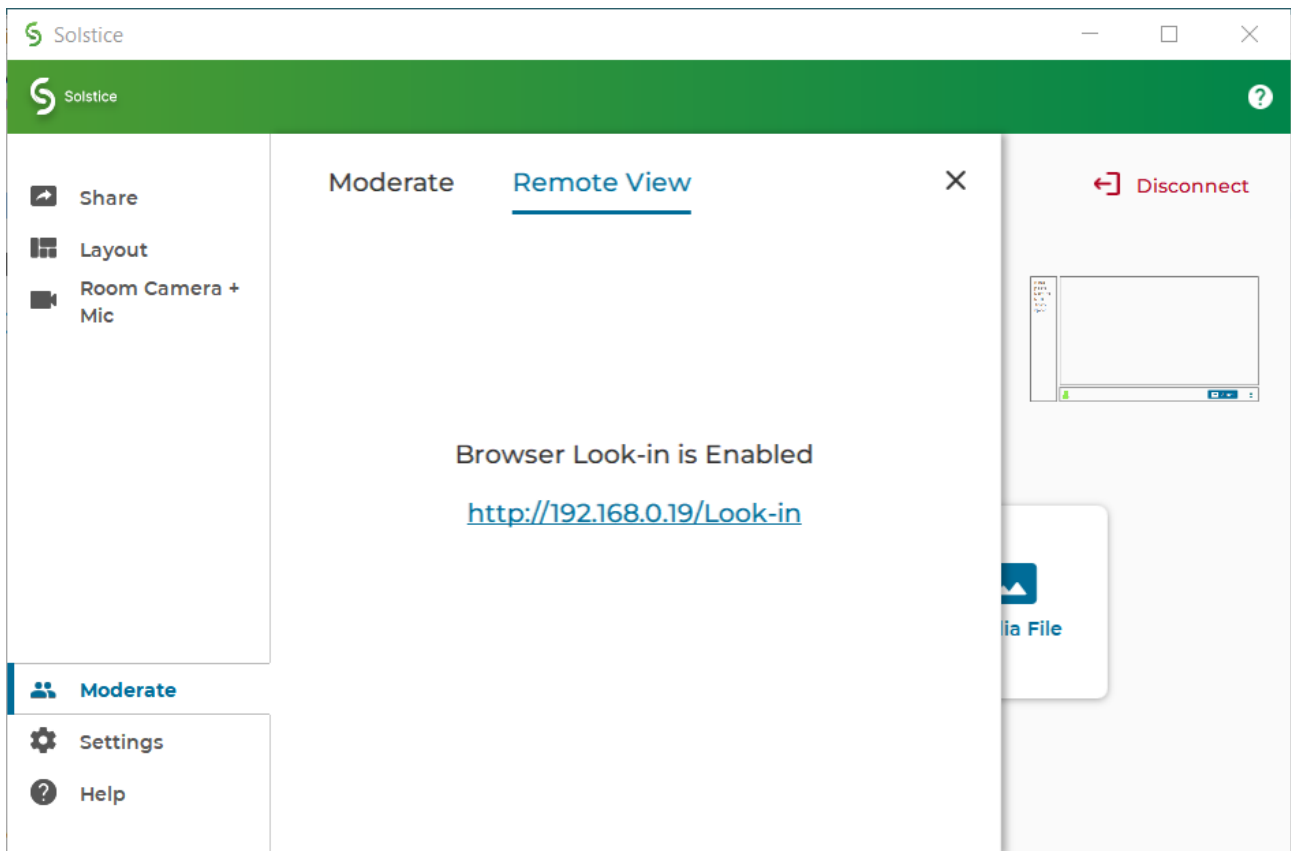 Solstice
Solstice
Share
Layout
Room Camera +
Mic
Moderate
Settings
Help
Moderate Remote View
Browser Look-in is Enabled
http://192.168.0.19/Look-in
Disconnect
ia File